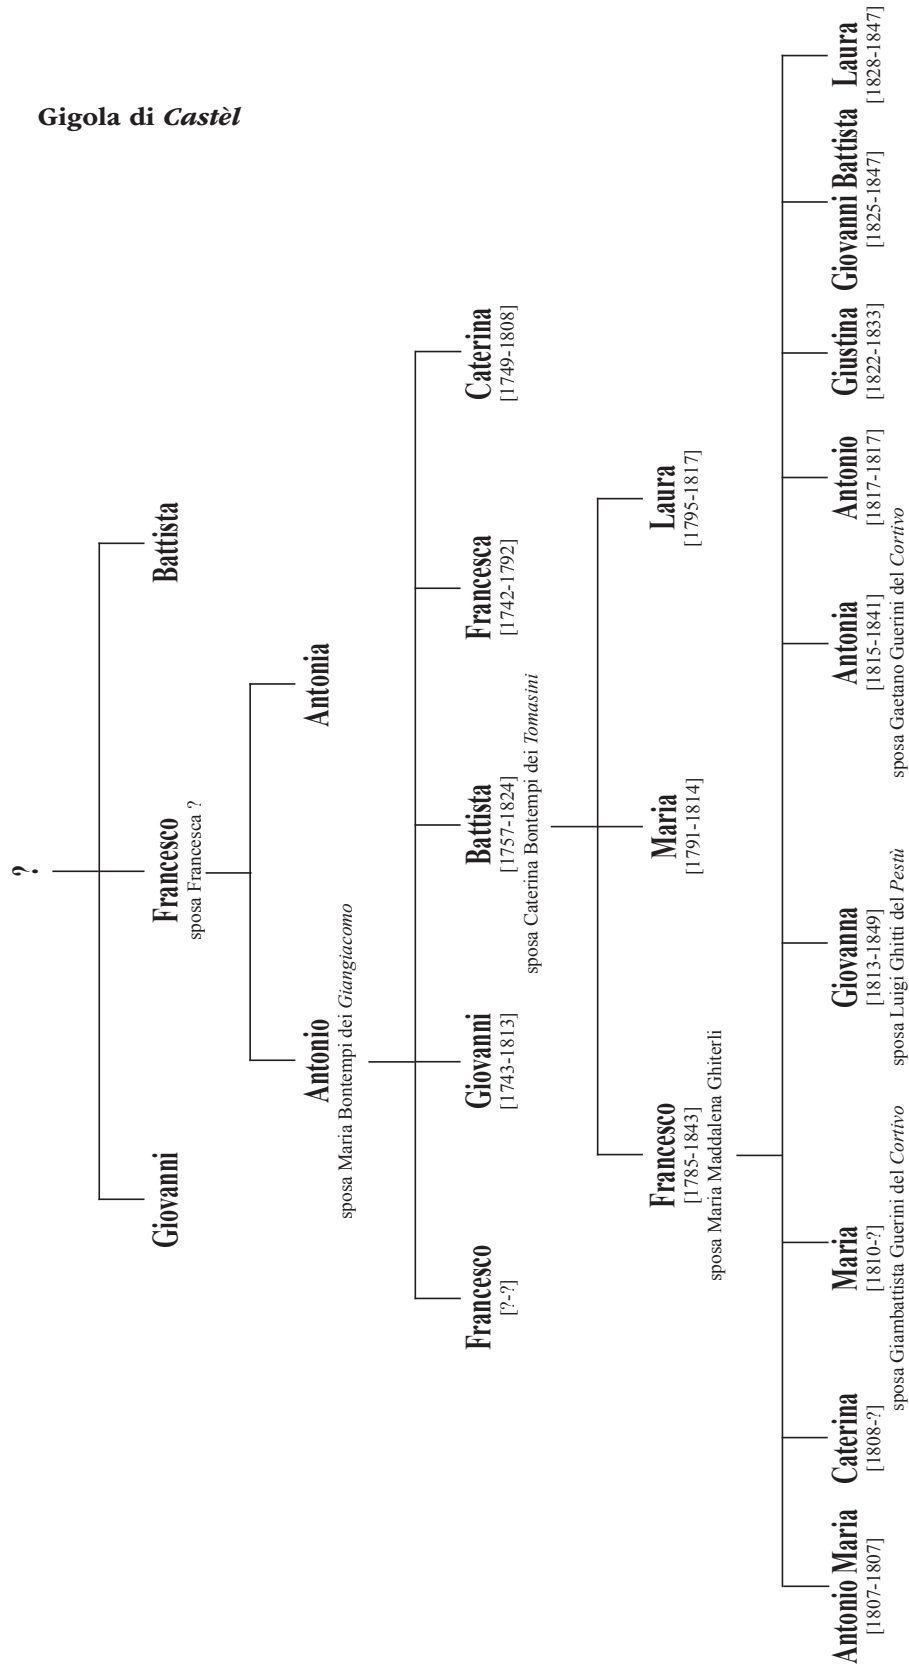 Gigola di Castèl
?
Giovanni
Francesco
sposa Francesca ?
Battista
Antonio
sposa Maria Bontempi dei Giangiacomo
Antonia
Francesco
[?-?]
Giovanni
[1743-1813]
Battista
[1757-1824]
sposa Caterina Bontempi dei Tomasini
Francesca
[1742-1792]
Caterina
[1749-1808]
Francesco
[1785-1843]
sposa Maria Maddalena Ghiterli
Maria
[1791-1814]
Laura
[1795-1817]
Antonio Maria
[1807-1807]
Caterina
[1808-?]
Maria
[1810-?]
sposa Giambattista Guerini del Cortivo
Giovanna
[1813-1849]
sposa Luigi Ghitti del Pestù
Antonia
[1815-1841]
sposa Gaetano Guerini del Cortivo
Antonio
[1817-1817]
Giustina
[1822-1833]
Giovanni Battista
[1825-1847]
Laura
[1828-1847]